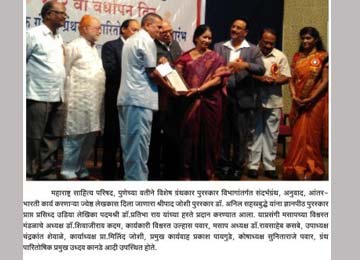 वा वर्धापन दिन
महाराष्ट्र साहित्य परिषद, पुणेच्या वतीने विशेष ग्रंथकार पुरस्कार विभागांतर्गत संदर्भग्रंथ, अनुवाद, आंतर-
भारती कार्य करणाऱ्या ज्येष्ठ लेखकास दिला जाणारा श्रीपाद जोशी पुरस्कार डॉ. अनिल सहस्रबुद्धे यांना ज्ञानपीठ पुरस्कार
प्राप्त प्रसिध्द उडिया लेखिका पदमश्री डॉ.प्रतिभा राय यांच्या हस्ते प्रदान करण्यात आला. याप्रसंगी मसापच्या विश्वस्त
मंडळाचे अध्यक्ष डॉ.शिवाजीराव कदम, कार्यकारी विश्वस्त उल्हास पवार, मसाप अध्यक्ष डॉ.रावसाहेब कसबे, उपाध्यक्ष
चंद्रकांत शेवाळे, कार्याध्यक्ष प्रा.मिलिंद जोशी, प्रमुख कार्यवाह प्रकाश पायगुडे, कोषाध्यक्ष सुनिताराजे पवार, ग्रंथ
पारितोषिक प्रमुख उध्दव कानडे आदी उपस्थित होते.